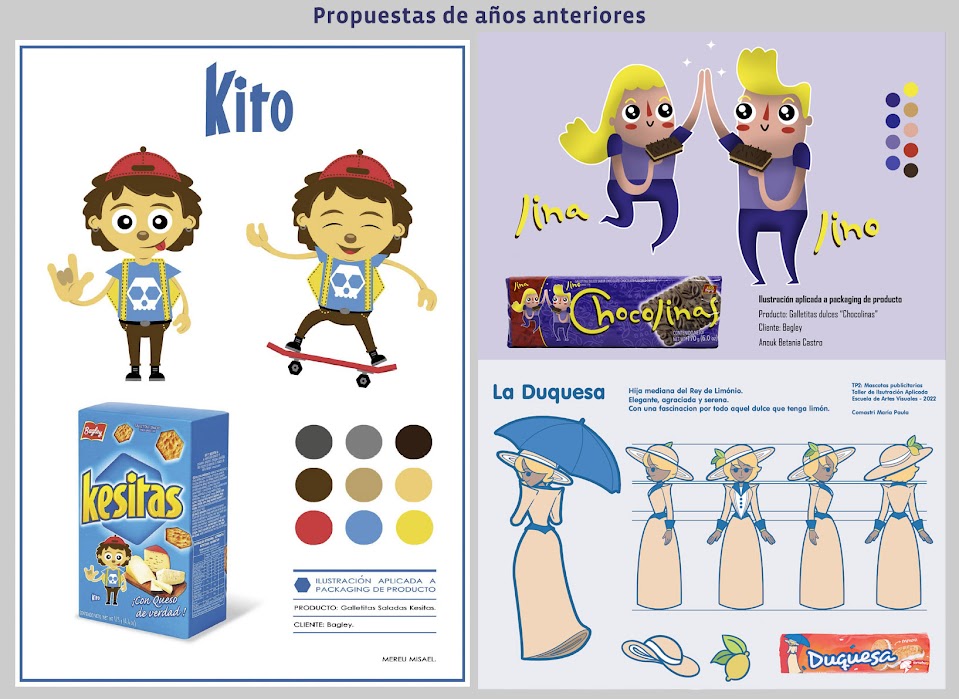 Propuestas de años anteriores
Kito
Bagley
kesitas
Kito
¡Con Queso
de verdad!
ILUSTRACIÓN APLICADA A
PACKAGING DE PRODUCTO
PRODUCTO: Galletitas Saladas Kesitas.
CLIENTE: Bagley.
MEREU MISAEL.
lina
lino
lina
lino
Chocolinas
Ilustración aplicada a packaging de producto
Producto: Galletitas dulces "Chocolinas"
Cliente: Bagley
Anouk Betania Castro
La Duquesa
Hija mediana del Rey de Limónio.
Elegante, agraciada y serena.
Con una fascinacion por todo aquel dulce que tenga limón.
TP2: Mascotas publicitarias
Taller de Ilustración Aplicada
Escuela de Artes Visuales - 2022
Comastri Maria Paula
Duquesa